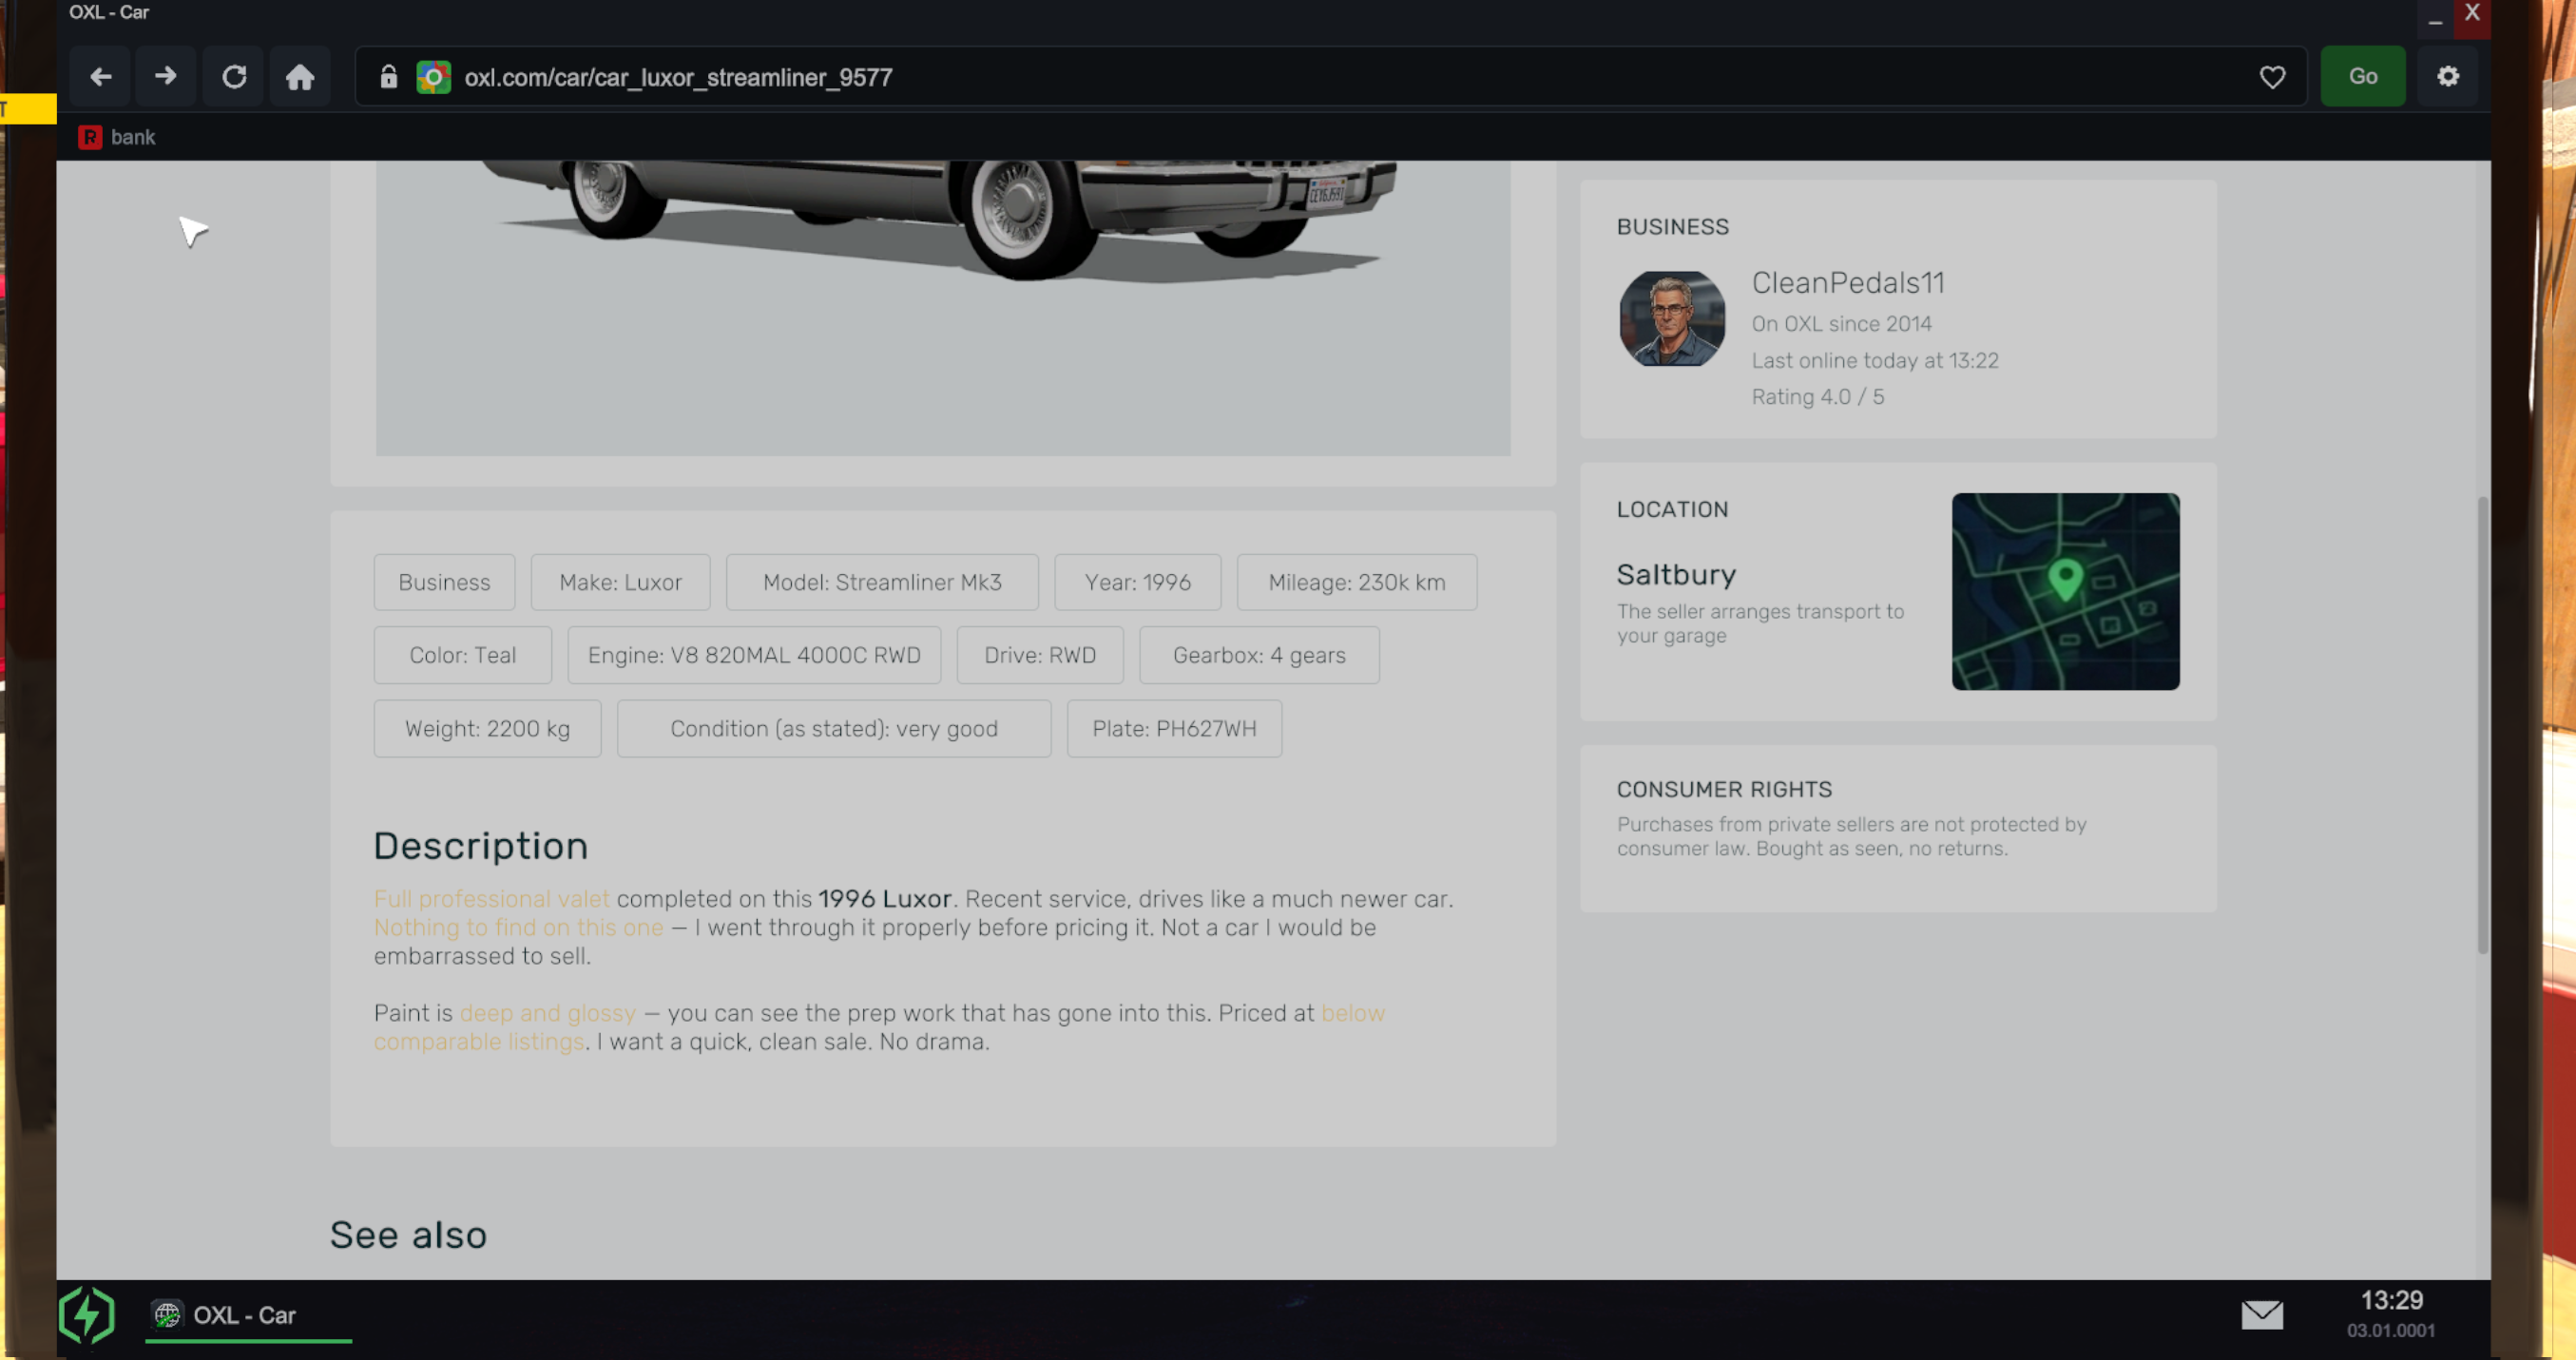 OXL - Car
_
X
oxl.com/car/car_luxor_streamliner_9577
Go
T
R bank
BUSINESS
CleanPedals11
On OXL since 2014
Last online today at 13:22
Rating 4.0 / 5
LOCATION
Saltbury
The seller arranges transport to
your garage
Business
Make: Luxor
Model: Streamliner Mk3
Year: 1996
Mileage: 230k km
Color: Teal
Engine: V8 820MAL 4000C RWD
Drive: RWD
Gearbox: 4 gears
Weight: 2200 kg
Condition (as stated): very good
Plate: PH627WH
CONSUMER RIGHTS
Purchases from private sellers are not protected by
consumer law. Bought as seen, no returns.
Description
Full professional valet completed on this 1996 Luxor. Recent service, drives like a much newer car.
Nothing to find on this one — I went through it properly before pricing it. Not a car I would be
embarrassed to sell.
Paint is deep and glossy — you can see the prep work that has gone into this. Priced at below
comparable listings. I want a quick, clean sale. No drama.
See also
OXL - Car
13:29
03.01.0001